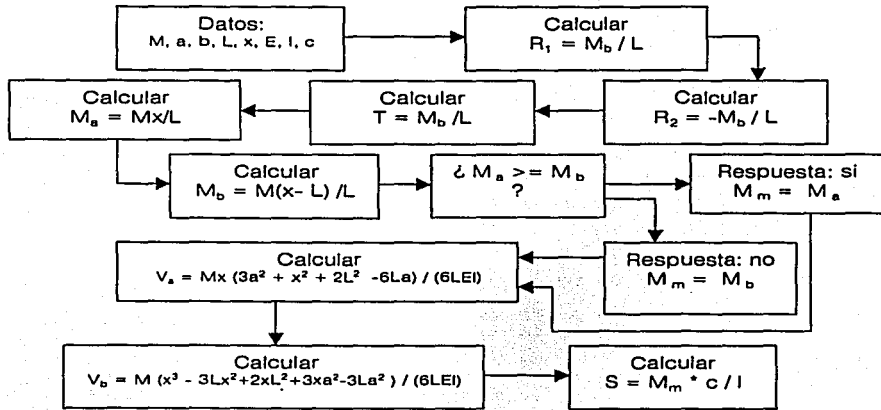 Datos:
M, a, b, L, x, E, I, c
Calcular
R₁ = M_b / L
Calcular
R₂ = -M_b / L
Calcular
T = M_b /L
Calcular
M_a = Mx/L
Calcular
M_b = M(x- L) /L
¿ M_a >= M_b
?
Respuesta: si
M_m = M_a
Respuesta: no
M_m = M_b
Calcular
V_a = Mx (3a² + x² + 2L² -6La) / (6LEI)
Calcular
V_b = M (x³ - 3Lx²+2xL²+3xa²-3La² ) / (6LEI)
Calcular
S = M_m * c / I